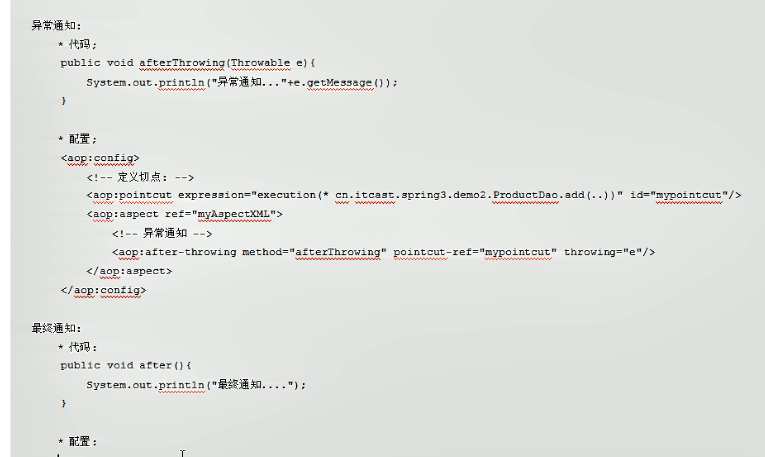 异常通知:
* 代码;
public void afterThrowing(Throwable e){
System.out.println("异常通知..."+e.getMessage());
}
* 配置;
<aop:config>
<!-- 定义切点: -->
<aop:pointcut expression="execution(* cn.itcast.spring3.demo2.ProductDao.add(..))" id="mypointcut"/>
<aop:aspect ref="myAspectXML">
<!-- 异常通知 -->
<aop:after-throwing method="afterThrowing" pointcut-ref="mypointcut" throwing="e"/>
</aop:aspect>
</aop:config>
最终通知:
* 代码:
public void after(){
System.out.println("最终通知....");
}
* 配置: